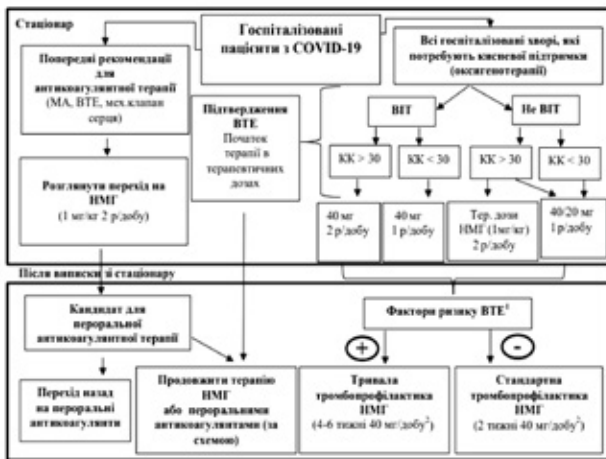 Стаціонар
Госпіталізовані
пацієнти з COVID-19
Попередні рекомендації
для
антикоагулянтної терапії
(МА, ВТЕ, мех.клапан
серця)
Всі госпіталізовані хворі, які
потребують кисневої підтримки
(оксигенотерапії)
Підтвердження
ВТЕ
Початок
терапії в
терапевтичних
дозах
ВІТ
Не ВІТ
КК > 30
КК < 30
КК > 30
КК < 30
Розглянути перехід на
НМГ
(1 мг/кг 2 р/добу)
40 мг
2 р/добу
40 мг
1 р/добу
Тер. дози
НМГ (1мг/кг)
2 р/добу
40/20 мг
1 р/добу
Після виписки зі стаціонару
Кандидат для
пероральної
антикоагулянтної терапії
Фактори ризику ВТЕ¹
+
-
Перехід назад
на пероральні
антикоагулянти
Продовжити терапію
НМГ
або пероральними
антикоагулянтами (за
схемою)
Тривала
тромбопрофілактика
НМГ
(4-6 тижні 40 мг/добу²)
Стандартна
тромбопрофілактика
НМГ
(2 тижні 40 мг/добу²)